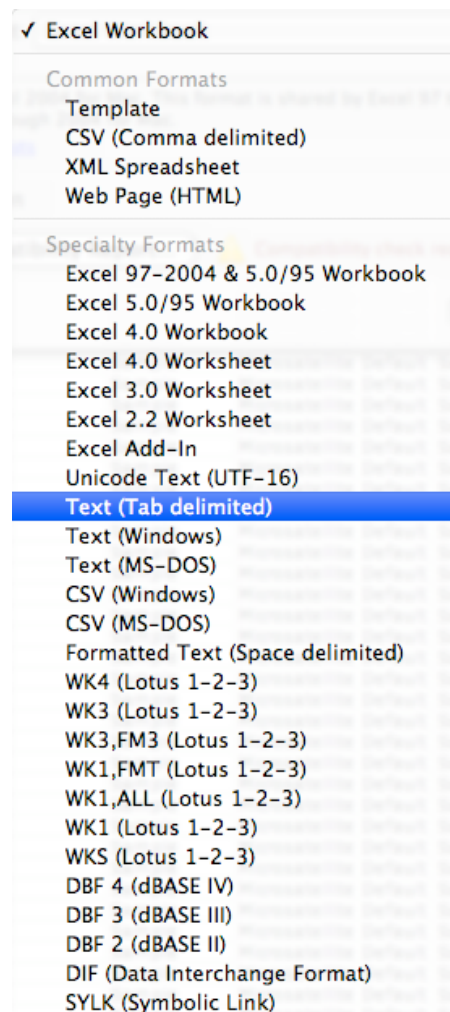 ✓ Excel Workbook
Common Formats
Template
CSV (Comma delimited)
XML Spreadsheet
Web Page (HTML)
Specialty Formats
Excel 97-2004 & 5.0/95 Workbook
Excel 5.0/95 Workbook
Excel 4.0 Workbook
Excel 4.0 Worksheet
Excel 3.0 Worksheet
Excel 2.2 Worksheet
Excel Add-In
Unicode Text (UTF-16)
Text (Tab delimited)
Text (Windows)
Text (MS-DOS)
CSV (Windows)
CSV (MS-DOS)
Formatted Text (Space delimited)
WK4 (Lotus 1-2-3)
WK3 (Lotus 1-2-3)
WK3,FM3 (Lotus 1-2-3)
WK1,FMT (Lotus 1-2-3)
WK1,ALL (Lotus 1-2-3)
WK1 (Lotus 1-2-3)
WKS (Lotus 1-2-3)
DBF 4 (dBASE IV)
DBF 3 (dBASE III)
DBF 2 (dBASE II)
DIF (Data Interchange Format)
SYLK (Symbolic Link)